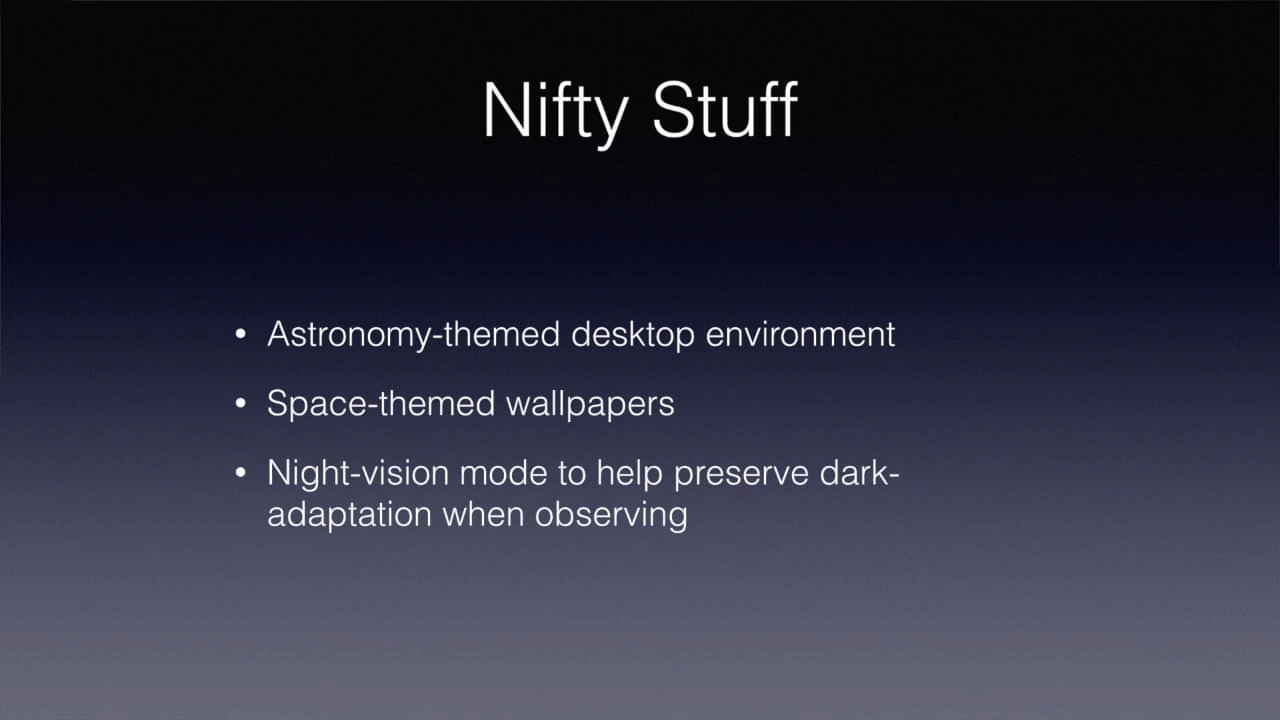 Nifty Stuff
• Astronomy-themed desktop environment
• Space-themed wallpapers
• Night-vision mode to help preserve dark-
adaptation when observing